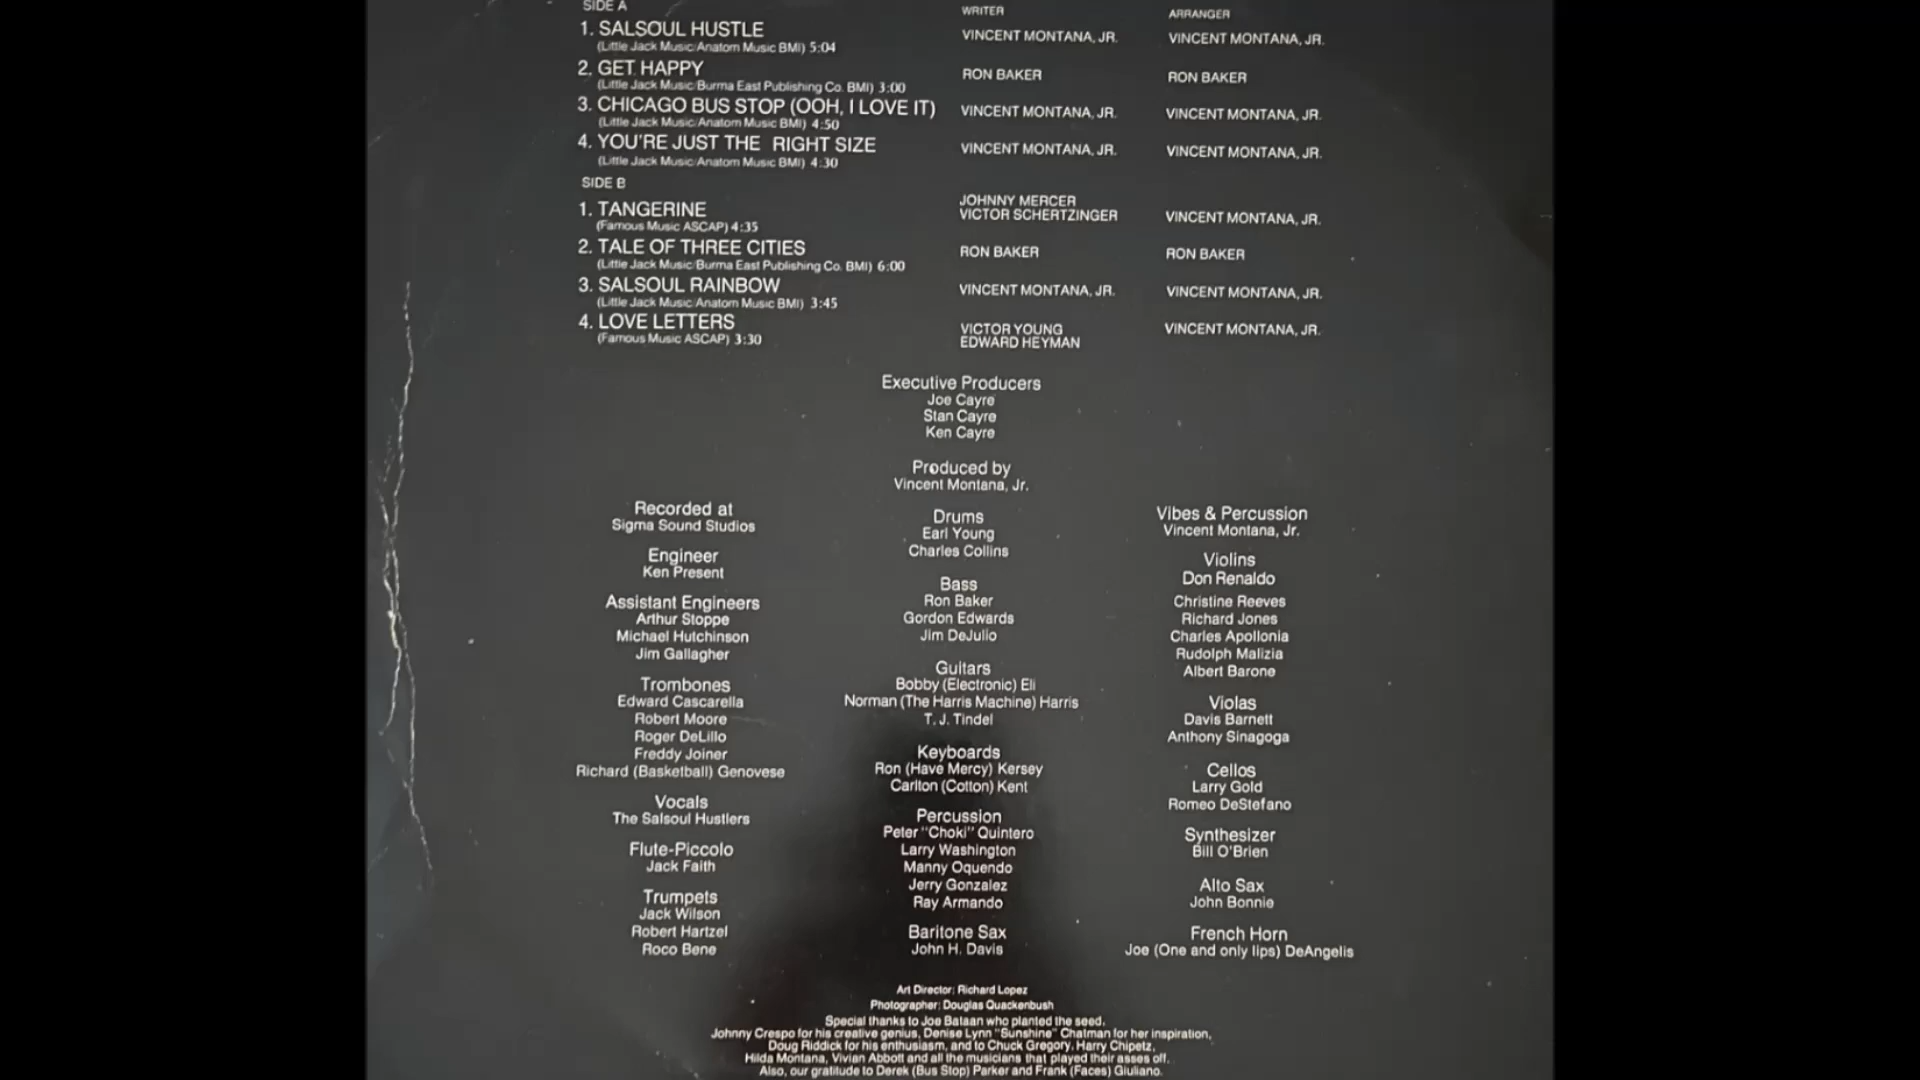 SIDE A WRITER ARRANGER
1. SALSOUL HUSTLE VINCENT MONTANA, JR. VINCENT MONTANA, JR.
(Little Jack Music/Anatom Music BMI) 5:04
2. GET HAPPY RON BAKER RON BAKER
(Little Jack Music/Burma East Publishing Co. BMI) 3:00
3. CHICAGO BUS STOP (OOH, I LOVE IT) VINCENT MONTANA, JR. VINCENT MONTANA, JR.
(Little Jack Music/Anatom Music BMI) 4:50
4. YOU'RE JUST THE RIGHT SIZE VINCENT MONTANA, JR. VINCENT MONTANA, JR.
(Little Jack Music/Anatom Music BMI) 4:30
SIDE B
JOHNNY MERCER
1. TANGERINE VICTOR SCHERTZINGER VINCENT MONTANA, JR.
(Famous Music ASCAP) 4:35
2. TALE OF THREE CITIES RON BAKER RON BAKER
(Little Jack Music/Burma East Publishing Co. BMI) 6:00
3. SALSOUL RAINBOW VINCENT MONTANA, JR. VINCENT MONTANA, JR.
(Little Jack Music/Anatom Music BMI) 3:45
4. LOVE LETTERS VICTOR YOUNG VINCENT MONTANA, JR.
(Famous Music ASCAP) 3:30 EDWARD HEYMAN
Executive Producers
Joe Cayre
Stan Cayre
Ken Cayre
Produced by
Vincent Montana, Jr.
Recorded at
Sigma Sound Studios
Engineer
Ken Present
Assistant Engineers
Arthur Stoppe
Michael Hutchinson
Jim Gallagher
Trombones
Edward Cascarella
Robert Moore
Roger DeLillo
Freddy Joiner
Richard (Basketball) Genovese
Vocals
The Salsoul Hustlers
Flute-Piccolo
Jack Faith
Trumpets
Jack Wilson
Robert Hartzel
Roco Bene
Drums
Earl Young
Charles Collins
Bass
Ron Baker
Gordon Edwards
Jim DeJulio
Guitars
Bobby (Electronic) Eli
Norman (The Harris Machine) Harris
T. J. Tindel
Keyboards
Ron (Have Mercy) Kersey
Carlton (Cotton) Kent
Percussion
Peter "Choki" Quintero
Larry Washington
Manny Oquendo
Jerry Gonzalez
Ray Armando
Baritone Sax
John H. Davis
Vibes & Percussion
Vincent Montana, Jr.
Violins
Don Renaldo
Christine Reeves
Richard Jones
Charles Apollonia
Rudolph Malizia
Albert Barone
Violas
Davis Barnett
Anthony Sinagoga
Cellos
Larry Gold
Romeo DeStefano
Synthesizer
Bill O'Brien
Alto Sax
John Bonnie
French Horn
Joe (One and only lips) DeAngelis
Art Director: Richard Lopez
Photographer: Douglas Quackenbush
Special thanks to Joe Bataan who planted the seed,
Johnny Crespo for his creative genius, Denise Lynn "Sunshine" Chatman for her inspiration,
Doug Riddick for his enthusiasm, and to Chuck Gregory, Harry Chipetz,
Hilda Montana, Vivian Abbott and all the musicians that played their asses off.
Also, our gratitude to Derek (Bus Stop) Parker and Frank (Faces) Giuliano.